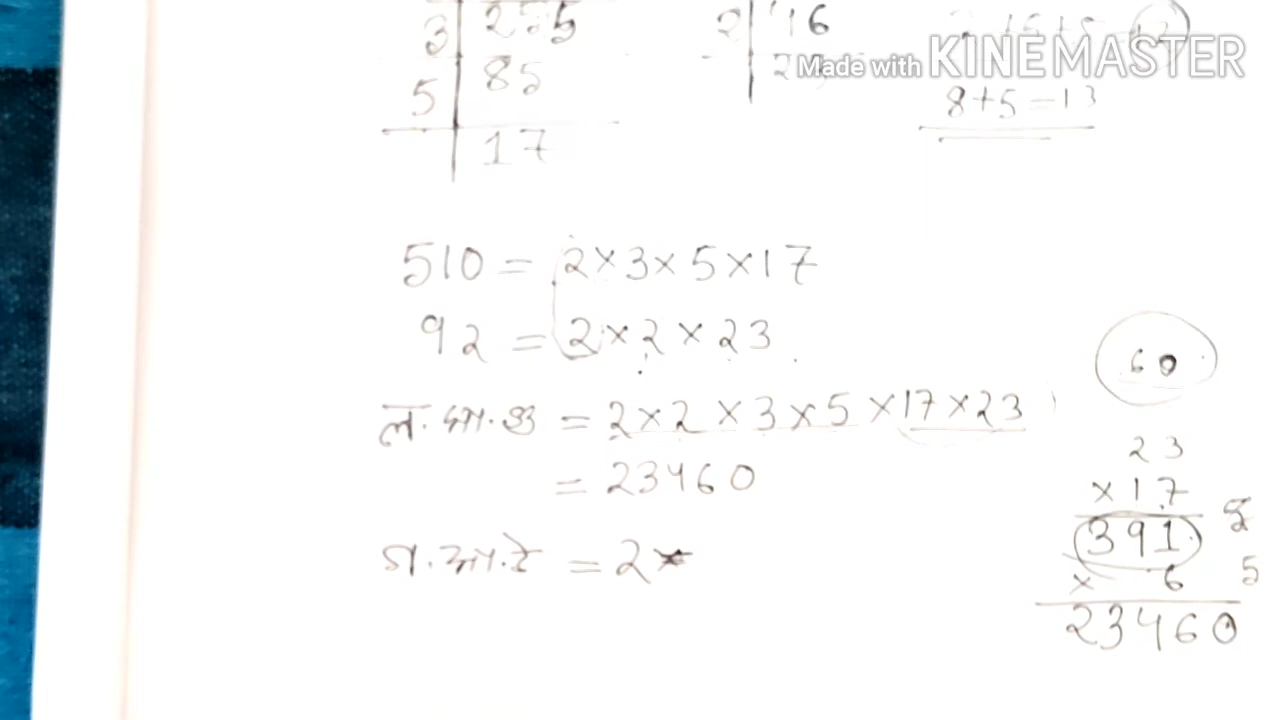 3 | 255
2 | 46
Made with KINEMASTER
5 | 85
8+5=13
17
510 = 2×3×5×17
92 = 2×2×23
60
ल.सा.अ = 2×2×3×5×17×23
= 23460
23
×17
391
× 6
5
23460
म.सा.रे = 2×